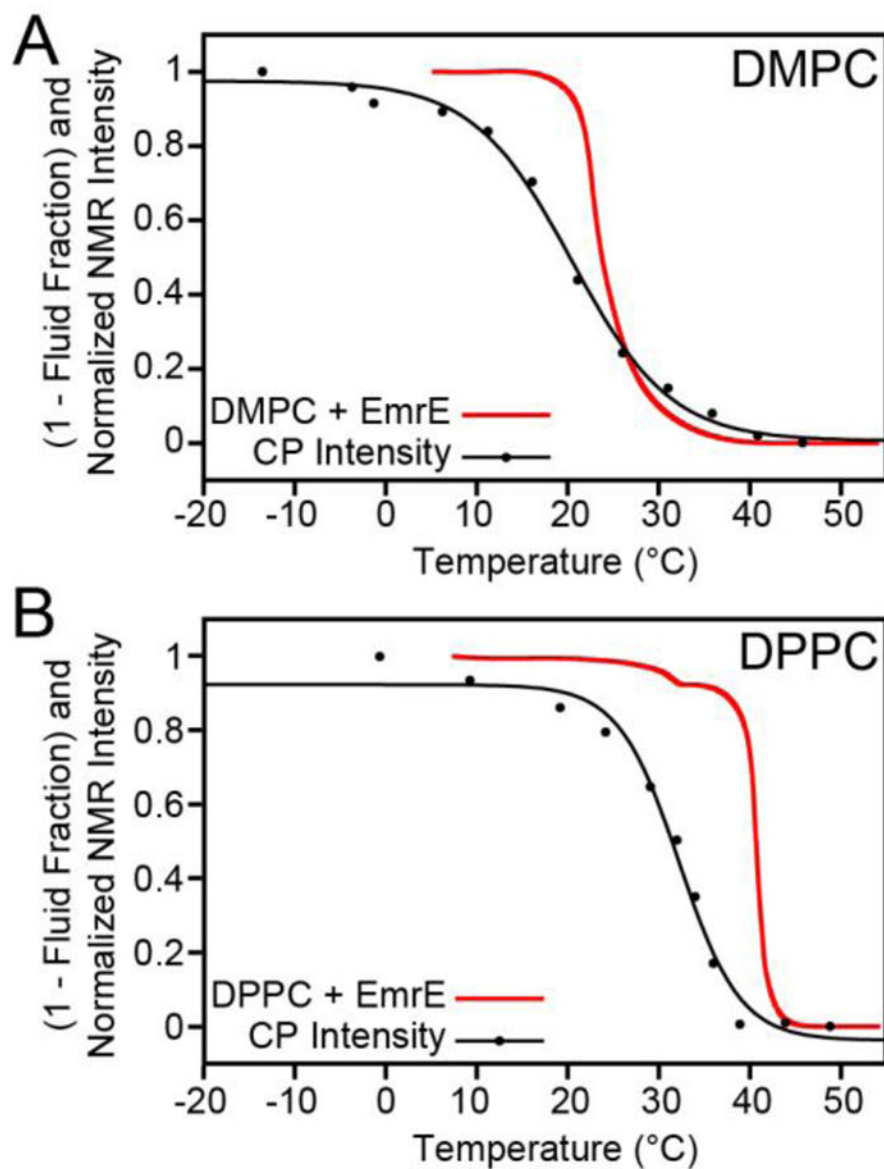 A
DMPC
(1 - Fluid Fraction) and
Normalized NMR Intensity
1
0.8
0.6
0.4
0.2
0
DMPC + EmrE
CP Intensity
-20 -10 0 10 20 30 40 50
Temperature (°C)
B
DPPC
(1 - Fluid Fraction) and
Normalized NMR Intensity
1
0.8
0.6
0.4
0.2
0
DPPC + EmrE
CP Intensity
-20 -10 0 10 20 30 40 50
Temperature (°C)